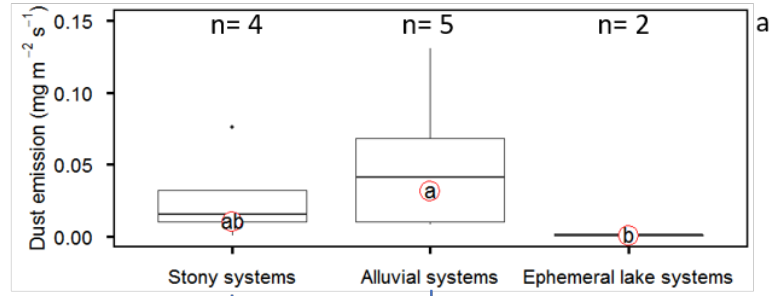 n= 4 n= 5 n= 2 a
Dust emission (mg m⁻² s⁻¹)
0.15
0.10
0.05
0.00
ab a b
Stony systems Alluvial systems Ephemeral lake systems